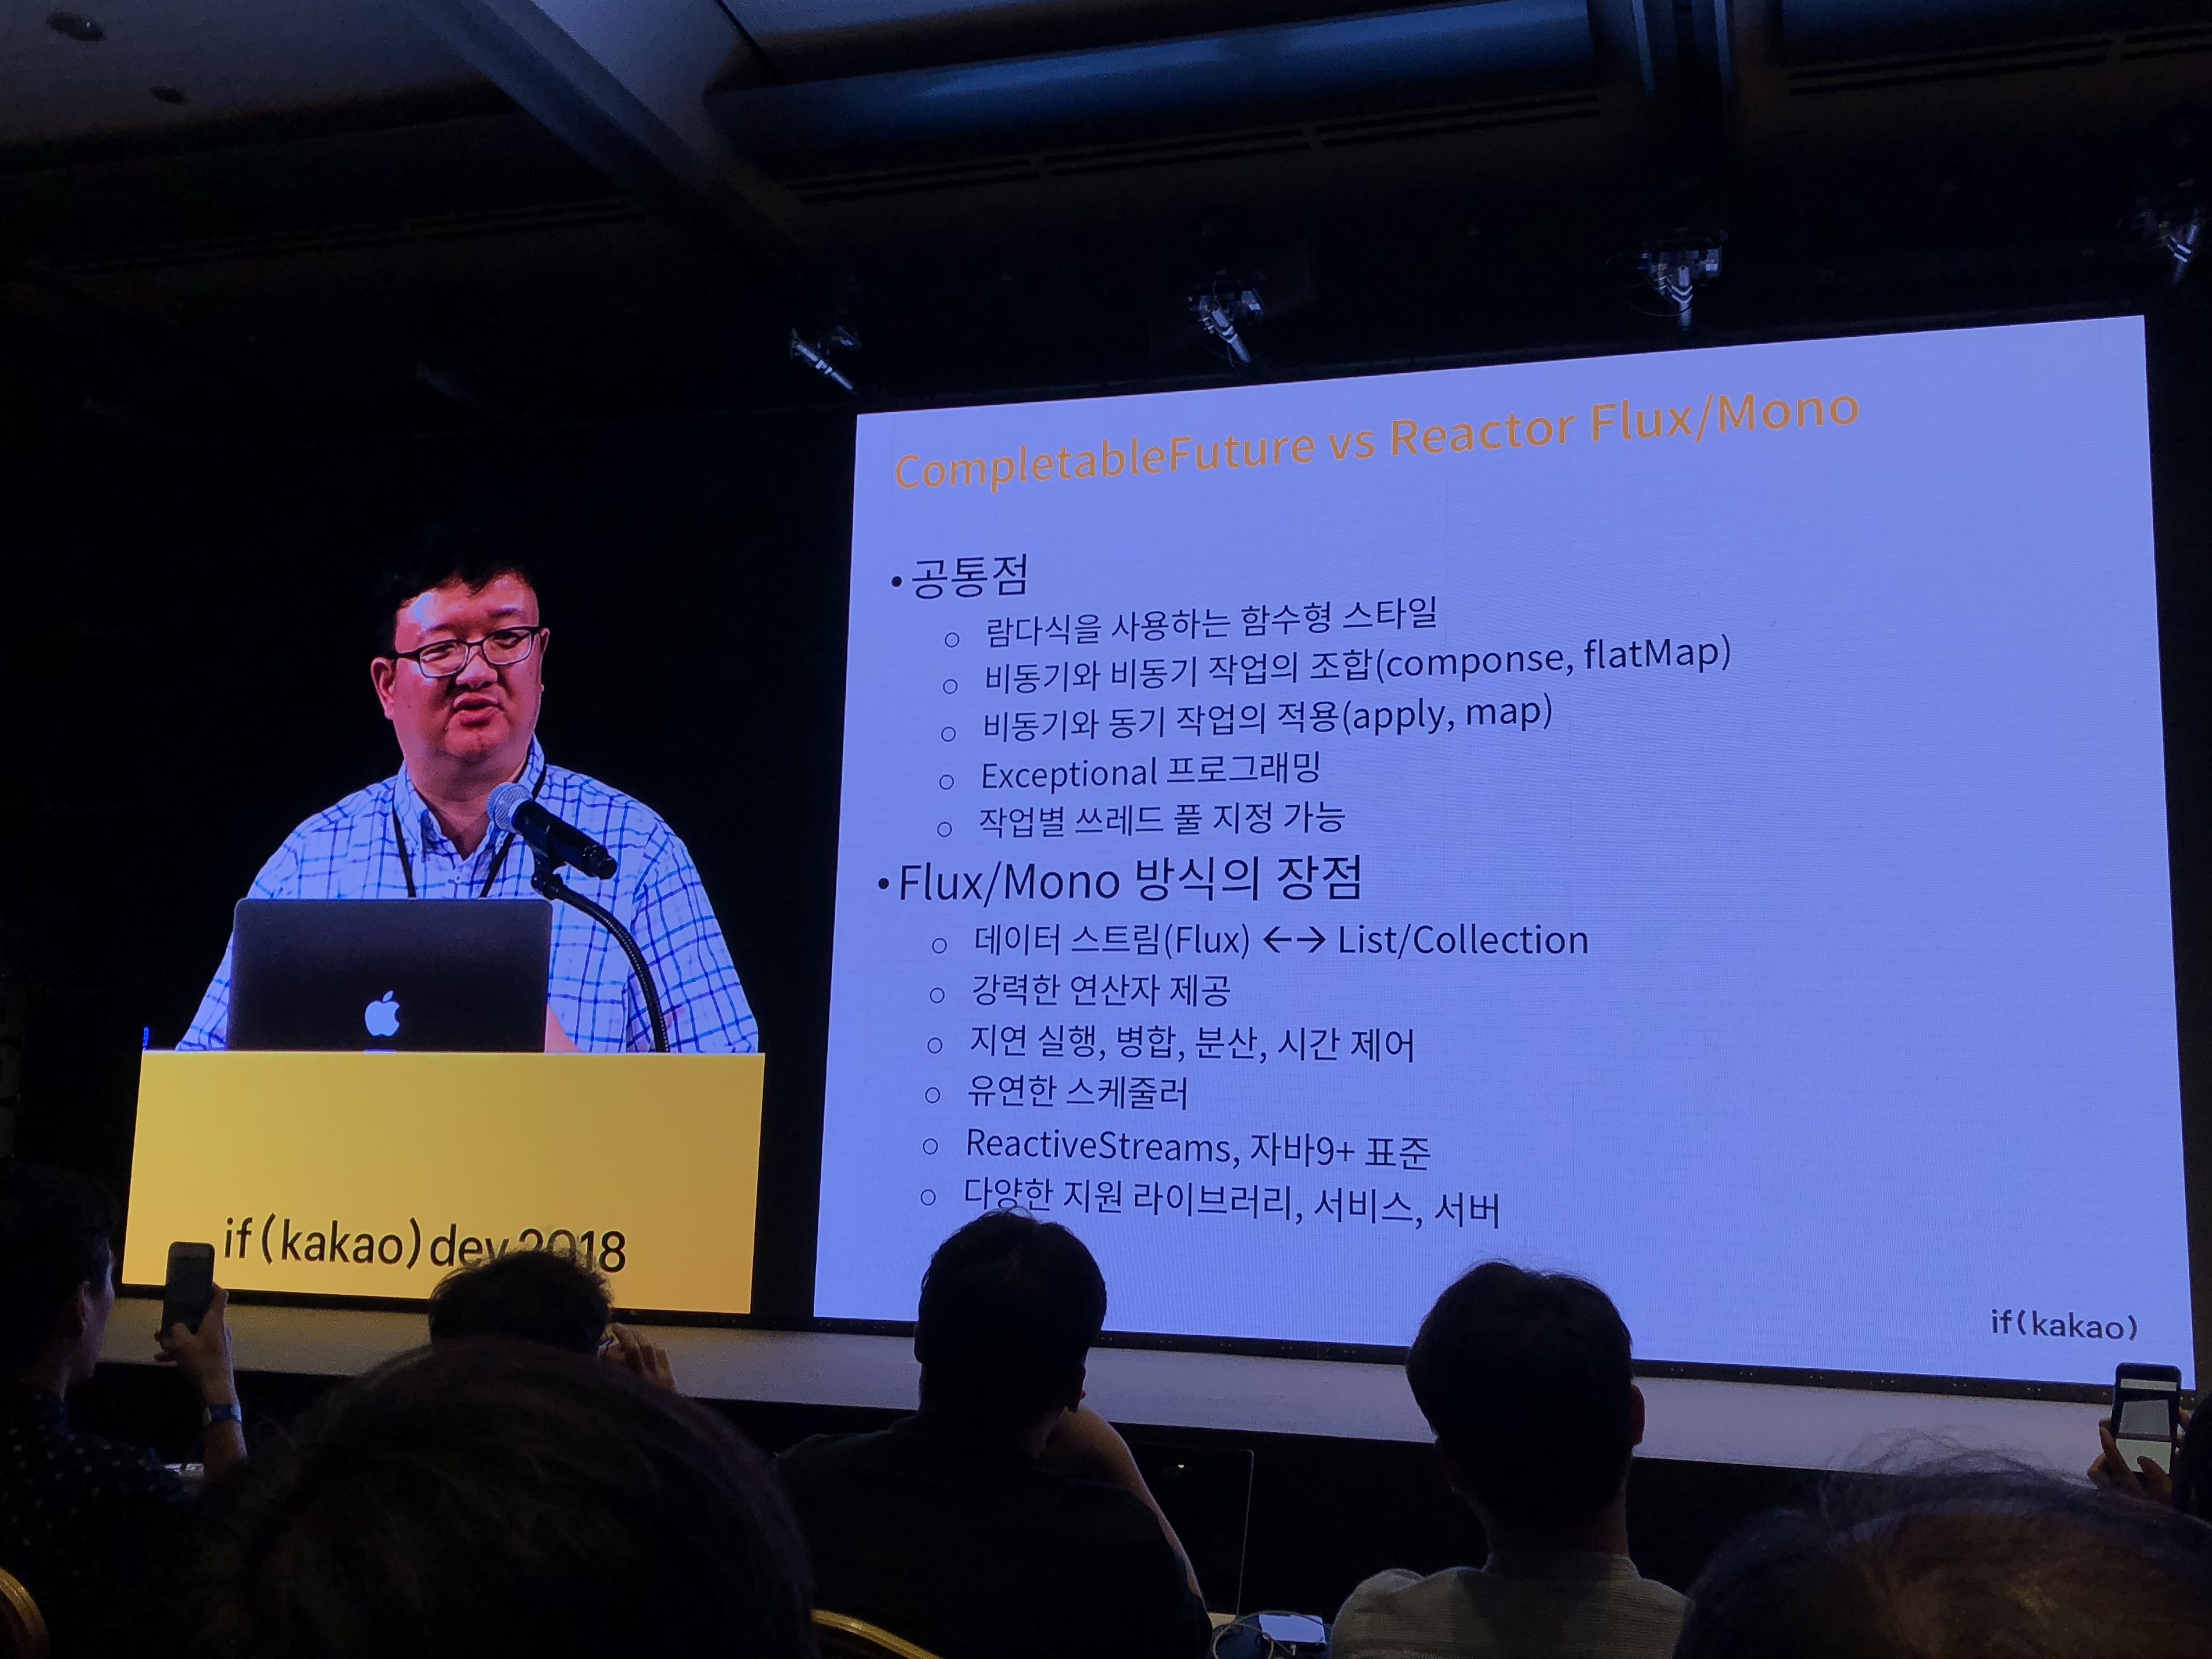 CompletableFuture vs Reactor Flux/Mono
•공통점
○ 람다식을 사용하는 함수형 스타일
○ 비동기와 비동기 작업의 조합(componse, flatMap)
○ 비동기와 동기 작업의 적용(apply, map)
○ Exceptional 프로그래밍
○ 작업별 쓰레드 풀 지정 가능
•Flux/Mono 방식의 장점
○ 데이터 스트림(Flux) ←→ List/Collection
○ 강력한 연산자 제공
○ 지연 실행, 병합, 분산, 시간 제어
○ 유연한 스케줄러
○ ReactiveStreams, 자바9+ 표준
○ 다양한 지원 라이브러리, 서비스, 서버
if(kakao)
if(kakao)dev 2018